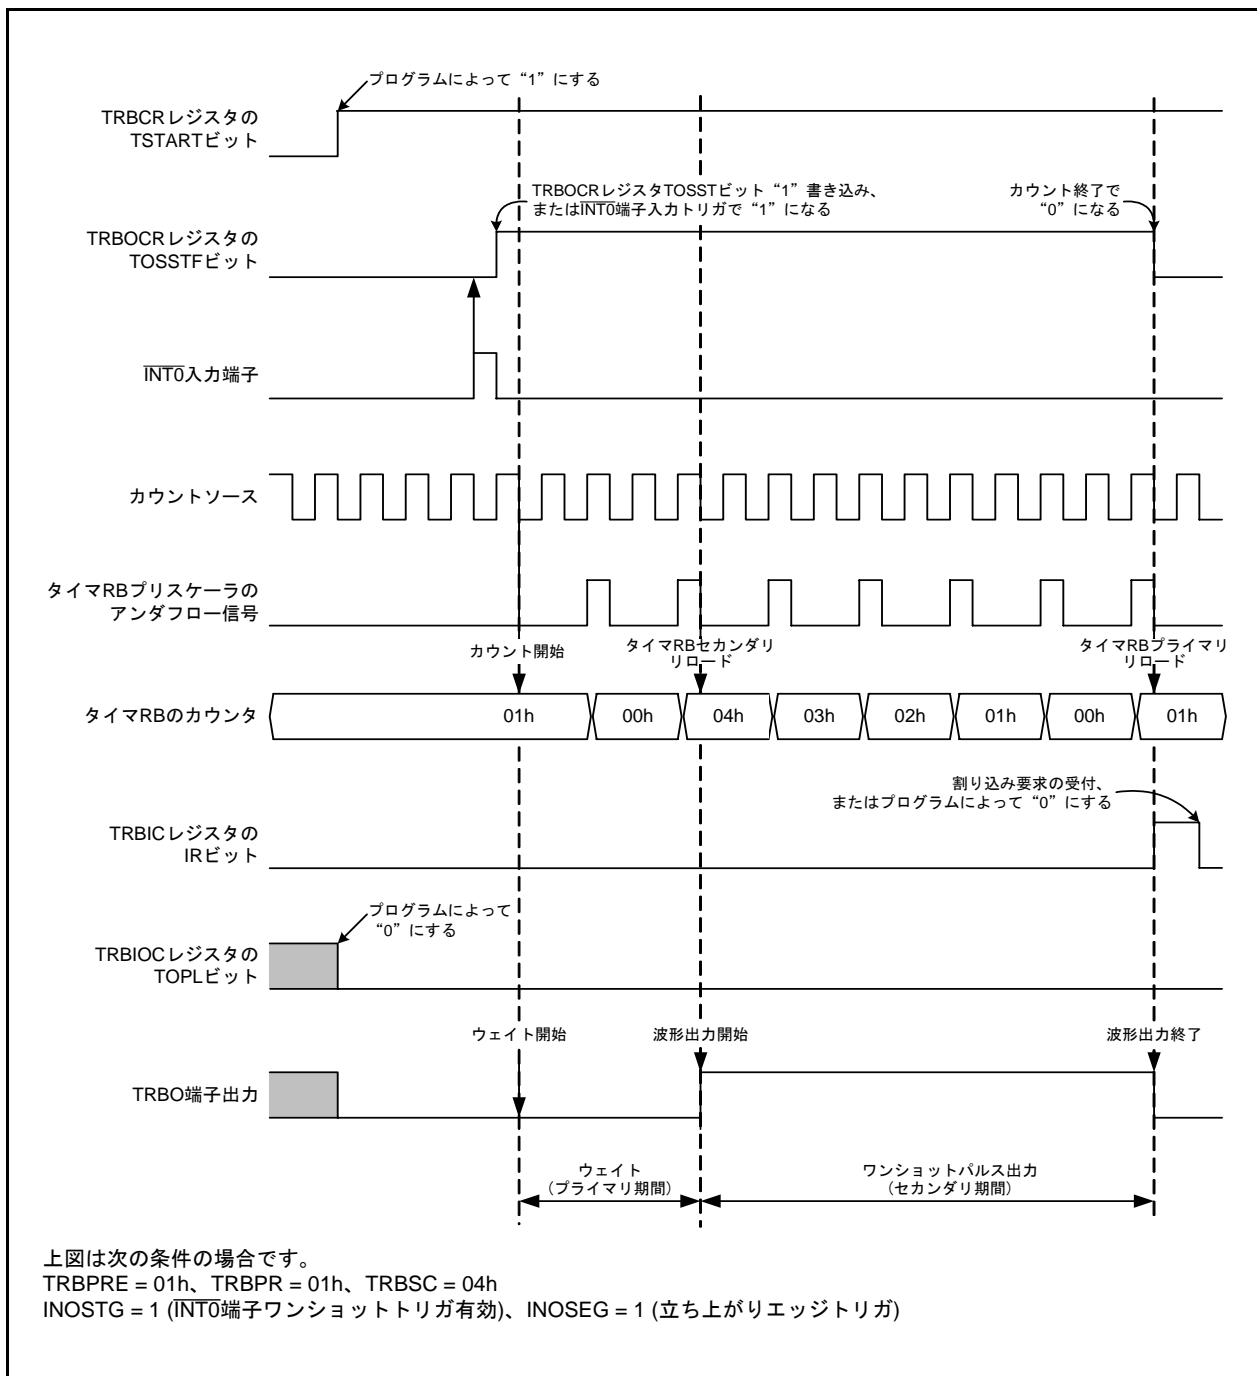 プログラムによって“1”にする
TRBCRレジスタの
TSTARTビット
TRBOCRレジスタTOSSTビット“1”書き込み、
またはINT0端子入力トリガで“1”になる
カウント終了で
“0”になる
TRBOCRレジスタの
TOSSTFビット
INT0入力端子
カウントソース
タイマRBプリスケーラの
アンダフロー信号
カウント開始
タイマRBセカンダリ
リロード
タイマRBプライマリ
リロード
タイマRBのカウンタ
01h 00h 04h 03h 02h 01h 00h 01h
割り込み要求の受付、
またはプログラムによって“0”にする
TRBICレジスタの
IRビット
プログラムによって
“0”にする
TRBIOCレジスタの
TOPLビット
ウェイト開始
波形出力開始
波形出力終了
TRBO端子出力
ウェイト
(プライマリ期間)
ワンショットパルス出力
(セカンダリ期間)
上図は次の条件の場合です。
TRBPRE = 01h、TRBPR = 01h、TRBSC = 04h
INOSTG = 1 (INT0端子ワンショットトリガ有効)、INOSEG = 1 (立ち上がりエッジトリガ)